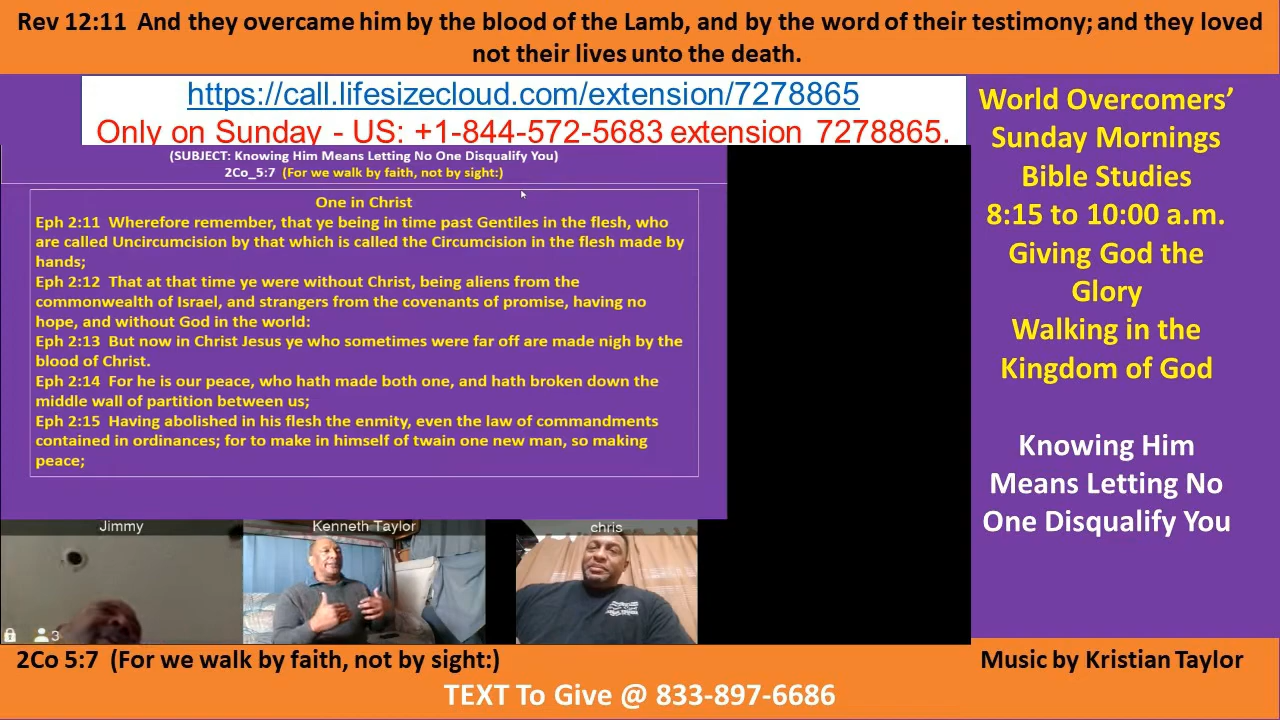 Rev 12:11  And they overcame him by the blood of the Lamb, and by the word of their testimony; and they loved
not their lives unto the death.
https://call.lifesizecloud.com/extension/7278865
Only on Sunday - US: +1-844-572-5683 extension 7278865.
(SUBJECT: Knowing Him Means Letting No One Disqualify You)
2Co_5:7  (For we walk by faith, not by sight:)
One in Christ
Eph 2:11  Wherefore remember, that ye being in time past Gentiles in the flesh, who
are called Uncircumcision by that which is called the Circumcision in the flesh made by
hands;
Eph 2:12  That at that time ye were without Christ, being aliens from the
commonwealth of Israel, and strangers from the covenants of promise, having no
hope, and without God in the world:
Eph 2:13  But now in Christ Jesus ye who sometimes were far off are made nigh by the
blood of Christ.
Eph 2:14  For he is our peace, who hath made both one, and hath broken down the
middle wall of partition between us;
Eph 2:15  Having abolished in his flesh the enmity, even the law of commandments
contained in ordinances; for to make in himself of twain one new man, so making
peace;
Jimmy
Kenneth Taylor
chris
3
World Overcomers'
Sunday Mornings
Bible Studies
8:15 to 10:00 a.m.
Giving God the
Glory
Walking in the
Kingdom of God
Knowing Him
Means Letting No
One Disqualify You
2Co 5:7  (For we walk by faith, not by sight:)
Music by Kristian Taylor
TEXT To Give @ 833-897-6686